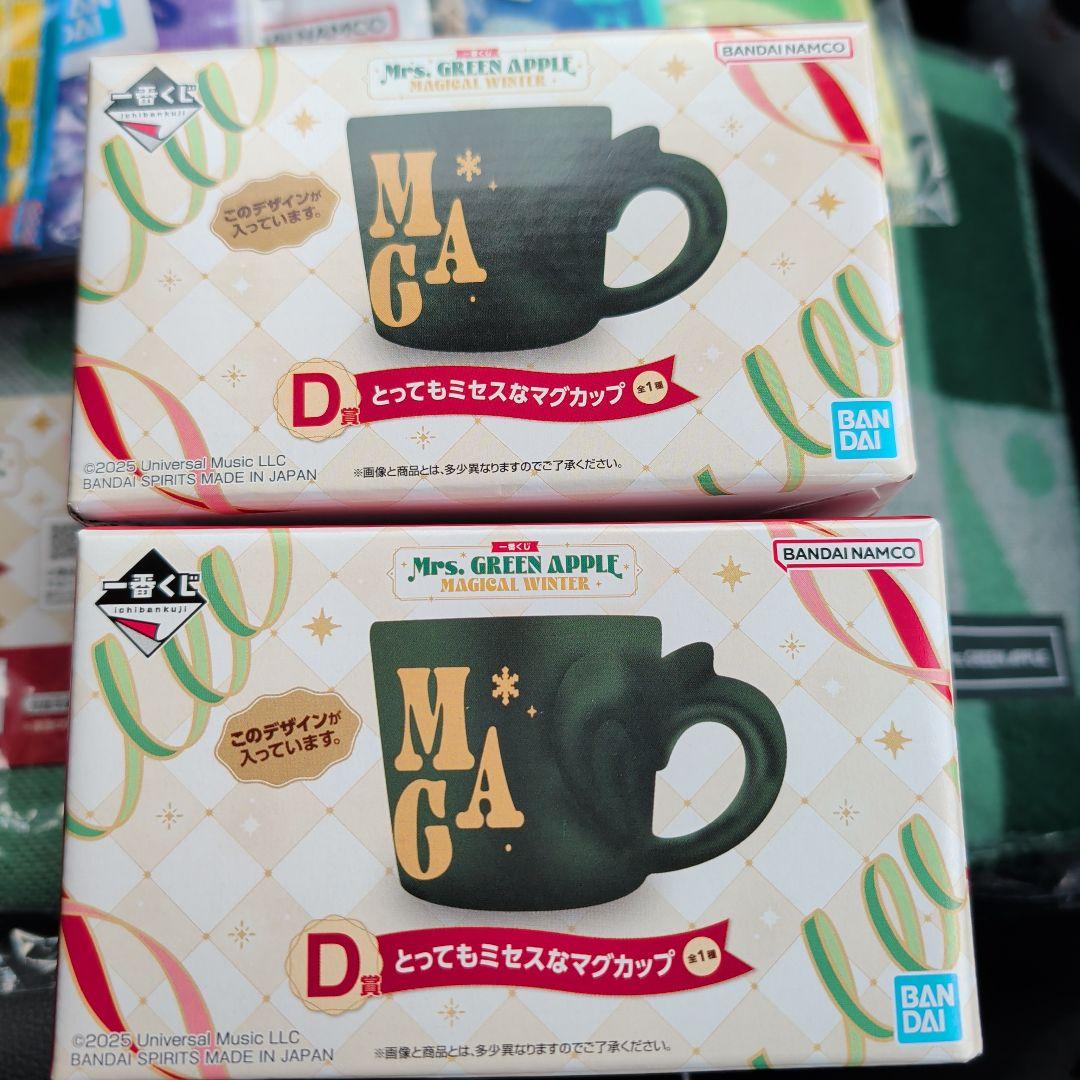 一番くじ
ichibankuji
一番くじ
Mrs. GREEN APPLE
MAGICAL WINTER
BANDAI NAMCO
このデザインが
入っています。
M
G A
D賞 とってもミセスなマグカップ 全1種
BAN
DAI
©2025 Universal Music LLC
BANDAI SPIRITS MADE IN JAPAN
※画像と商品とは、多少異なりますのでご了承ください。
一番くじ
ichibankuji
一番くじ
Mrs. GREEN APPLE
MAGICAL WINTER
BANDAI NAMCO
このデザインが
入っています。
M
G A
D賞 とってもミセスなマグカップ 全1種
BAN
DAI
©2025 Universal Music LLC
BANDAI SPIRITS MADE IN JAPAN
※画像と商品とは、多少異なりますのでご了承ください。